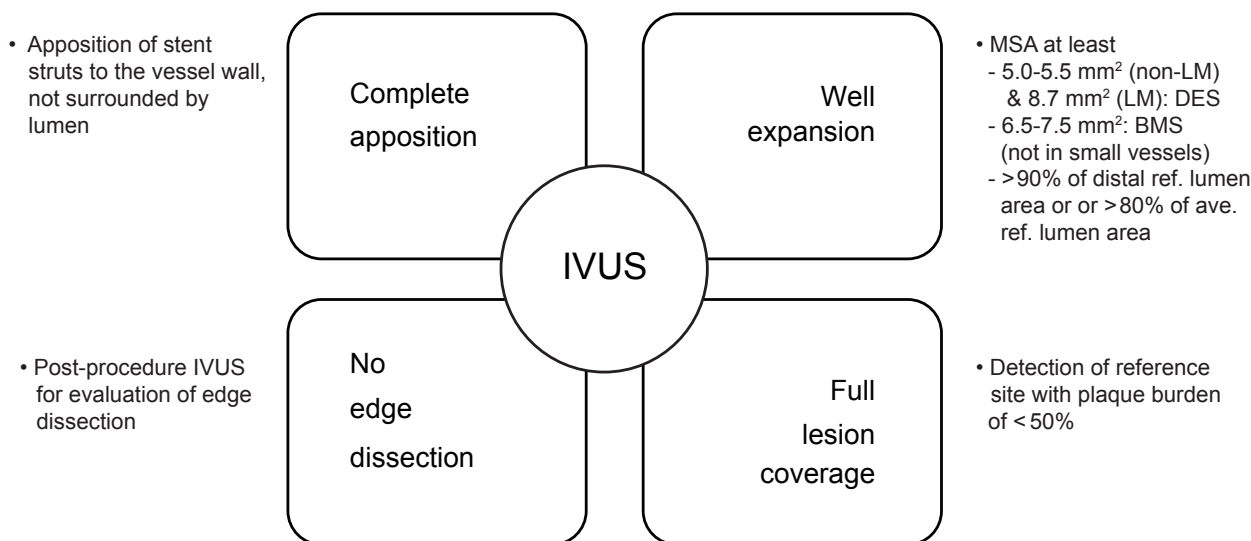 • Apposition of stent
struts to the vessel wall,
not surrounded by
lumen
Complete
apposition
Well
expansion
• MSA at least
- 5.0-5.5 mm² (non-LM)
& 8.7 mm² (LM): DES
- 6.5-7.5 mm²: BMS
(not in small vessels)
- >90% of distal ref. lumen
area or or >80% of ave.
ref. lumen area
IVUS
• Post-procedure IVUS
for evaluation of edge
dissection
No
edge
dissection
Full
lesion
coverage
• Detection of reference
site with plaque burden
of <50%